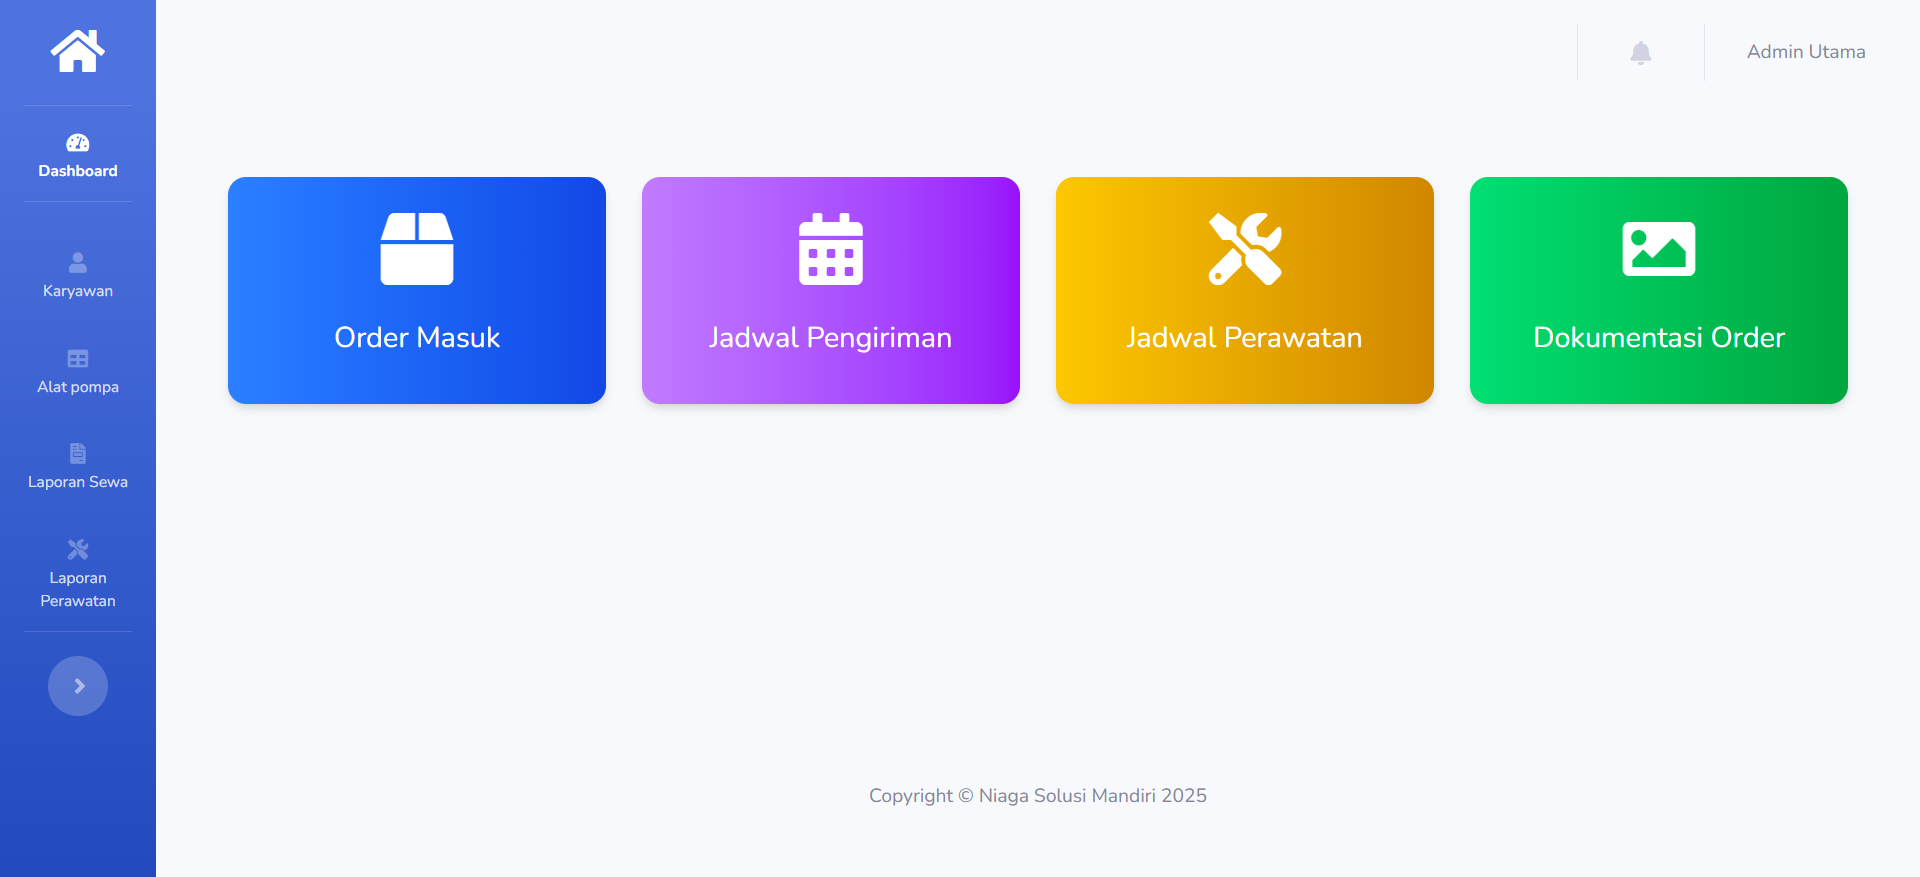 Admin Utama
Dashboard
Karyawan
Alat pompa
Laporan Sewa
Laporan
Perawatan
Order Masuk
Jadwal Pengiriman
Jadwal Perawatan
Dokumentasi Order
Copyright © Niaga Solusi Mandiri 2025